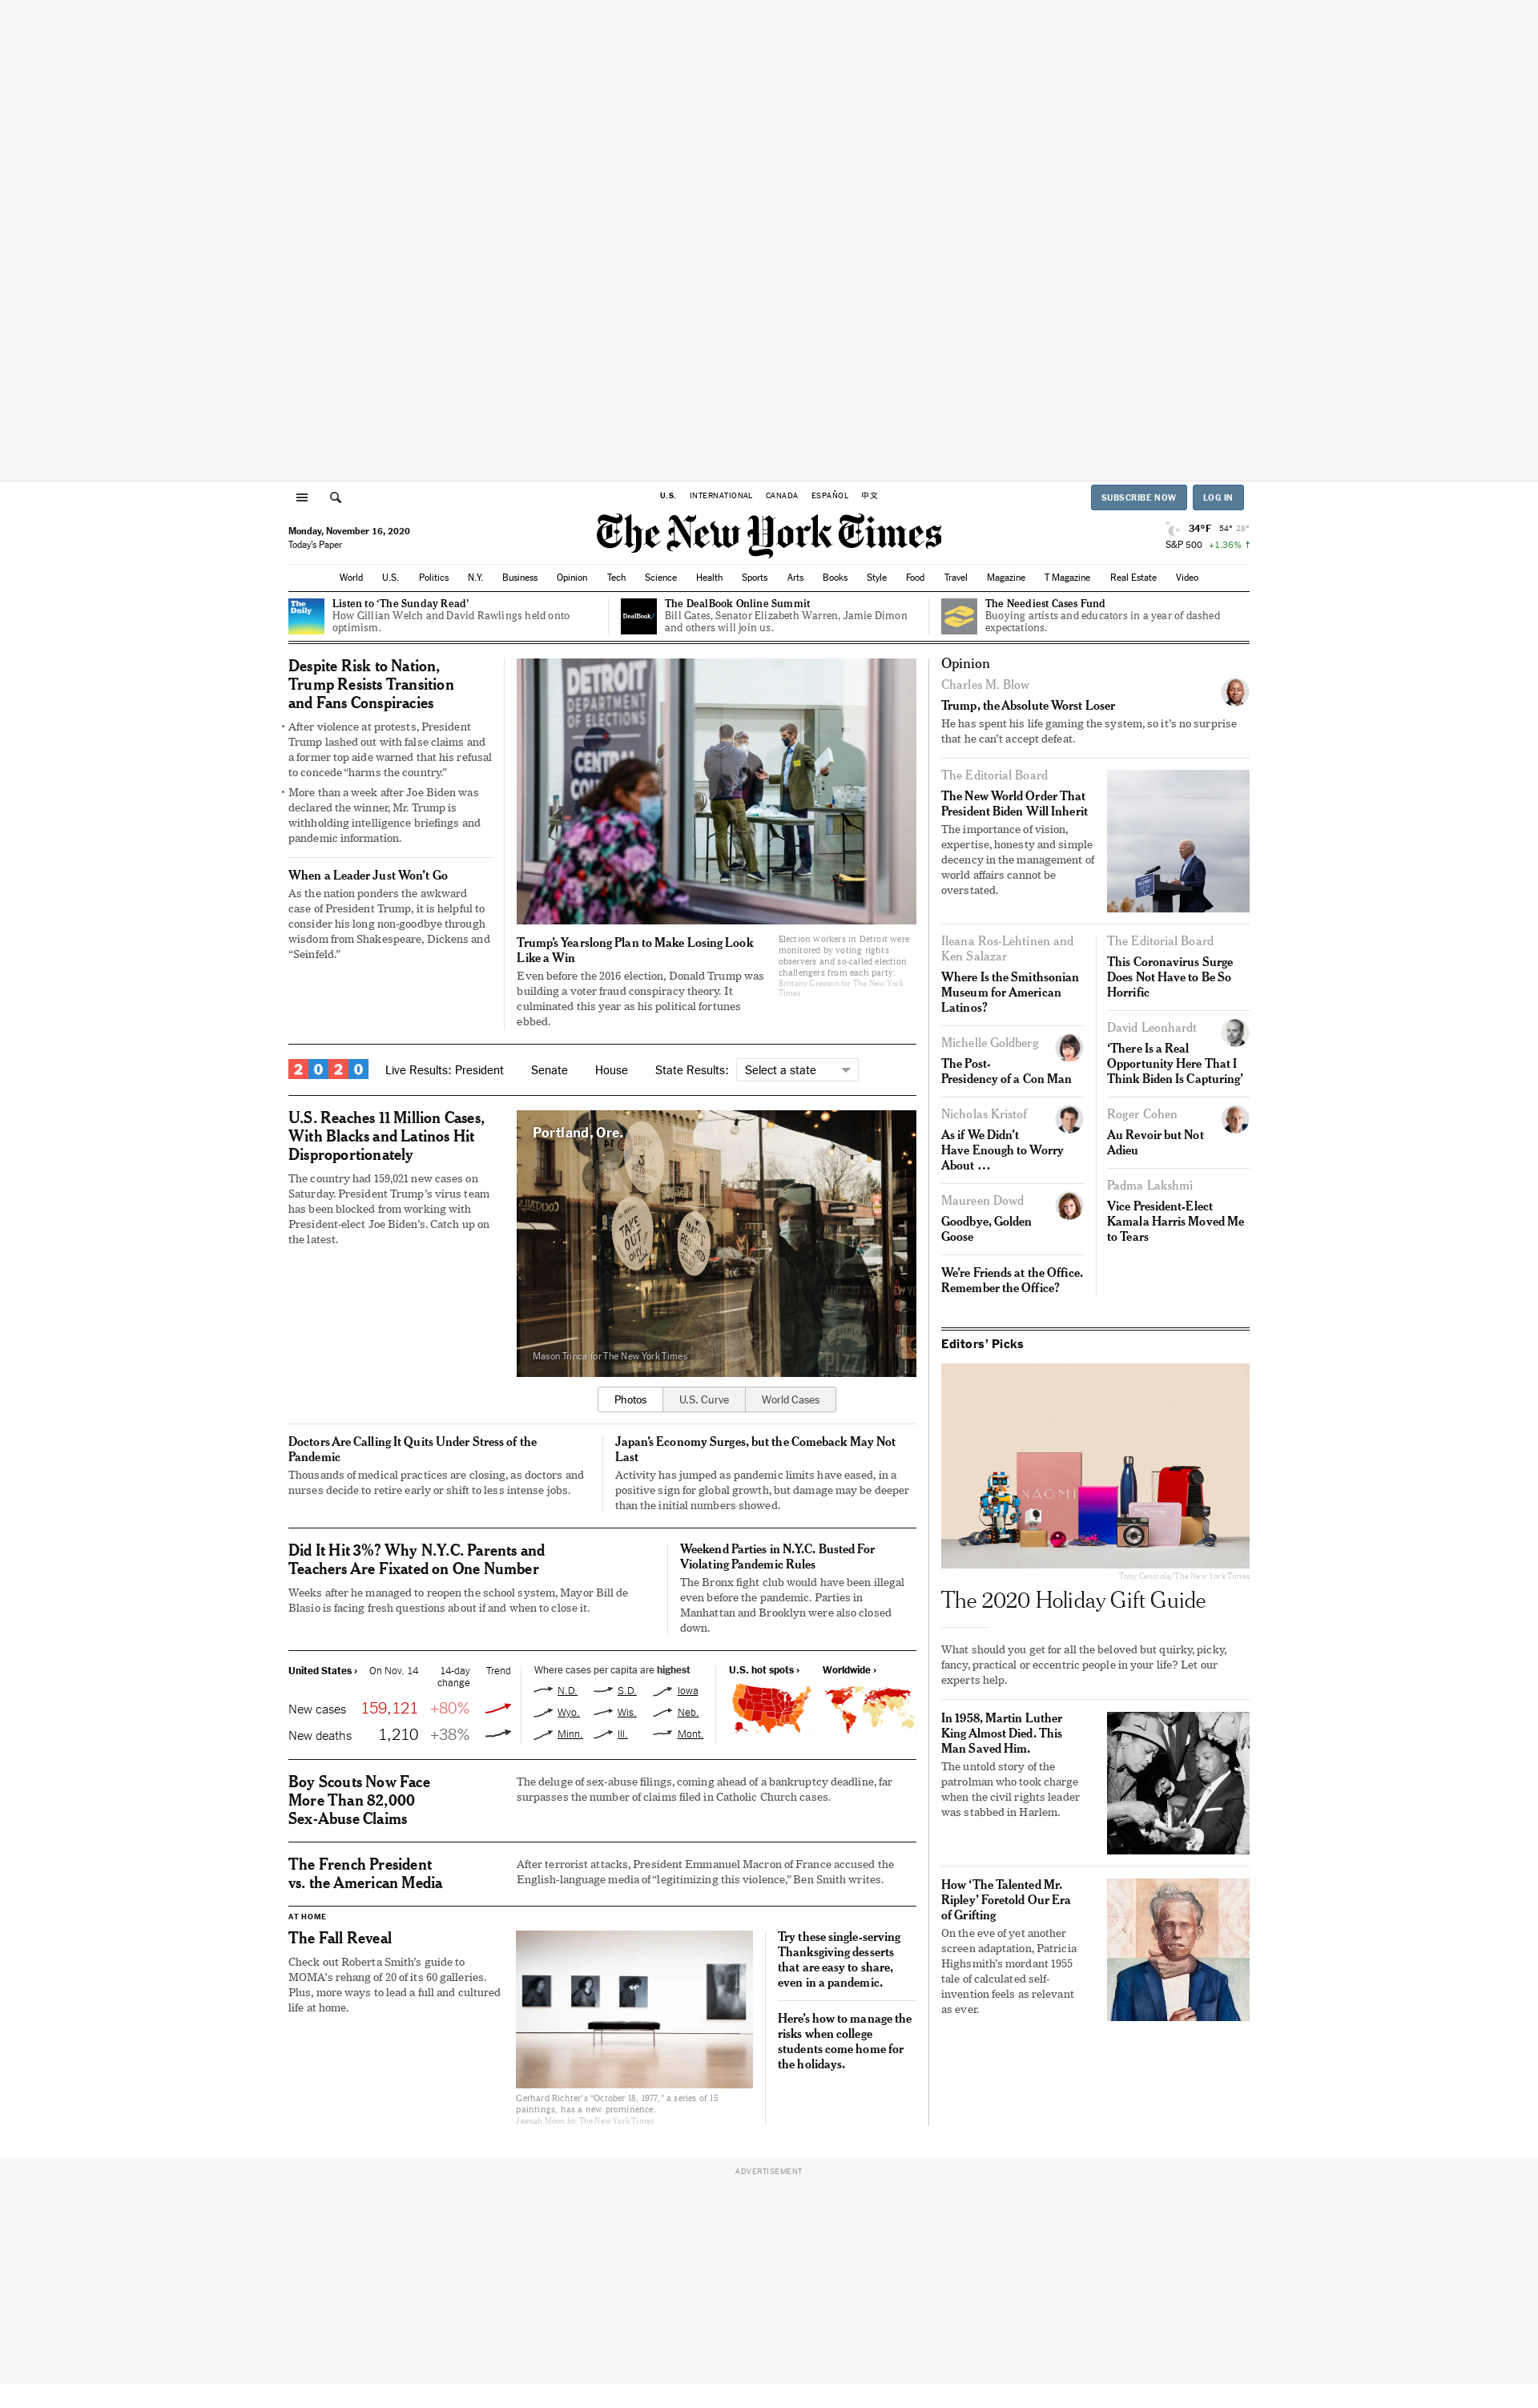 U.S. INTERNATIONAL CANADA ESPAÑOL 中文
SUBSCRIBE NOW LOG IN
Monday, November 16, 2020
Today's Paper
The New York Times
34°F 54° 28°
S&P 500 +1.36% ↑
World U.S. Politics N.Y. Business Opinion Tech Science Health Sports Arts Books Style Food Travel Magazine T Magazine Real Estate Video
The
Daily
Listen to ‘The Sunday Read’
How Gillian Welch and David Rawlings held onto
optimism.
DealBook/
The DealBook Online Summit
Bill Gates, Senator Elizabeth Warren, Jamie Dimon
and others will join us.
The Neediest Cases Fund
Buoying artists and educators in a year of dashed
expectations.
Despite Risk to Nation,
Trump Resists Transition
and Fans Conspiracies
• After violence at protests, President
Trump lashed out with false claims and
a former top aide warned that his refusal
to concede “harms the country.”
• More than a week after Joe Biden was
declared the winner, Mr. Trump is
withholding intelligence briefings and
pandemic information.
When a Leader Just Won’t Go
As the nation ponders the awkward
case of President Trump, it is helpful to
consider his long non-goodbye through
wisdom from Shakespeare, Dickens and
“Seinfeld.”
DETROIT
DEPARTMENT
OF ELECTIONS
CENTRAL
Trump’s Yearslong Plan to Make Losing Look
Like a Win
Even before the 2016 election, Donald Trump was
building a voter fraud conspiracy theory. It
culminated this year as his political fortunes
ebbed.
Election workers in Detroit were
monitored by voting rights
observers and so-called election
challengers from each party.
Brittany Greeson for The New York
Times
2020 Live Results: President Senate House State Results: Select a state
U.S. Reaches 11 Million Cases,
With Blacks and Latinos Hit
Disproportionately
The country had 159,021 new cases on
Saturday. President Trump’s virus team
has been blocked from working with
President-elect Joe Biden’s. Catch up on
the latest.
Portland, Ore.
TAKE
OUT
ONLY
PIZZA
Mason Trinca for The New York Times
Photos U.S. Curve World Cases
Doctors Are Calling It Quits Under Stress of the
Pandemic
Thousands of medical practices are closing, as doctors and
nurses decide to retire early or shift to less intense jobs.
Japan’s Economy Surges, but the Comeback May Not
Last
Activity has jumped as pandemic limits have eased, in a
positive sign for global growth, but damage may be deeper
than the initial numbers showed.
Did It Hit 3%? Why N.Y.C. Parents and
Teachers Are Fixated on One Number
Weeks after he managed to reopen the school system, Mayor Bill de
Blasio is facing fresh questions about if and when to close it.
Weekend Parties in N.Y.C. Busted For
Violating Pandemic Rules
The Bronx fight club would have been illegal
even before the pandemic. Parties in
Manhattan and Brooklyn were also closed
down.
United States › On Nov. 14 14-day
change Trend
New cases 159,121 +80%
New deaths 1,210 +38%
Where cases per capita are highest
N.D. S.D. Iowa
Wyo. Wis. Neb.
Minn. Ill. Mont.
U.S. hot spots › Worldwide ›
Boy Scouts Now Face
More Than 82,000
Sex-Abuse Claims
The deluge of sex-abuse filings, coming ahead of a bankruptcy deadline, far
surpasses the number of claims filed in Catholic Church cases.
The French President
vs. the American Media
After terrorist attacks, President Emmanuel Macron of France accused the
English-language media of “legitimizing this violence,” Ben Smith writes.
AT HOME
The Fall Reveal
Check out Roberta Smith’s guide to
MOMA’s rehang of 20 of its 60 galleries.
Plus, more ways to lead a full and cultured
life at home.
Gerhard Richter’s “October 18, 1977,” a series of 15
paintings, has a new prominence.
Jeenah Moon for The New York Times
Try these single-serving
Thanksgiving desserts
that are easy to share,
even in a pandemic.
Here’s how to manage the
risks when college
students come home for
the holidays.
Opinion
Charles M. Blow
Trump, the Absolute Worst Loser
He has spent his life gaming the system, so it’s no surprise
that he can’t accept defeat.
The Editorial Board
The New World Order That
President Biden Will Inherit
The importance of vision,
expertise, honesty and simple
decency in the management of
world affairs cannot be
overstated.
Ileana Ros-Lehtinen and
Ken Salazar
Where Is the Smithsonian
Museum for American
Latinos?
Michelle Goldberg
The Post-
Presidency of a Con Man
Nicholas Kristof
As if We Didn’t
Have Enough to Worry
About …
Maureen Dowd
Goodbye, Golden
Goose
We’re Friends at the Office.
Remember the Office?
The Editorial Board
This Coronavirus Surge
Does Not Have to Be So
Horrific
David Leonhardt
‘There Is a Real
Opportunity Here That I
Think Biden Is Capturing’
Roger Cohen
Au Revoir but Not
Adieu
Padma Lakshmi
Vice President-Elect
Kamala Harris Moved Me
to Tears
Editors’ Picks
NAOMI
Tony Cenicola/The New York Times
The 2020 Holiday Gift Guide
What should you get for all the beloved but quirky, picky,
fancy, practical or eccentric people in your life? Let our
experts help.
In 1958, Martin Luther
King Almost Died. This
Man Saved Him.
The untold story of the
patrolman who took charge
when the civil rights leader
was stabbed in Harlem.
How ‘The Talented Mr.
Ripley’ Foretold Our Era
of Grifting
On the eve of yet another
screen adaptation, Patricia
Highsmith’s mordant 1955
tale of calculated self-
invention feels as relevant
as ever.
ADVERTISEMENT